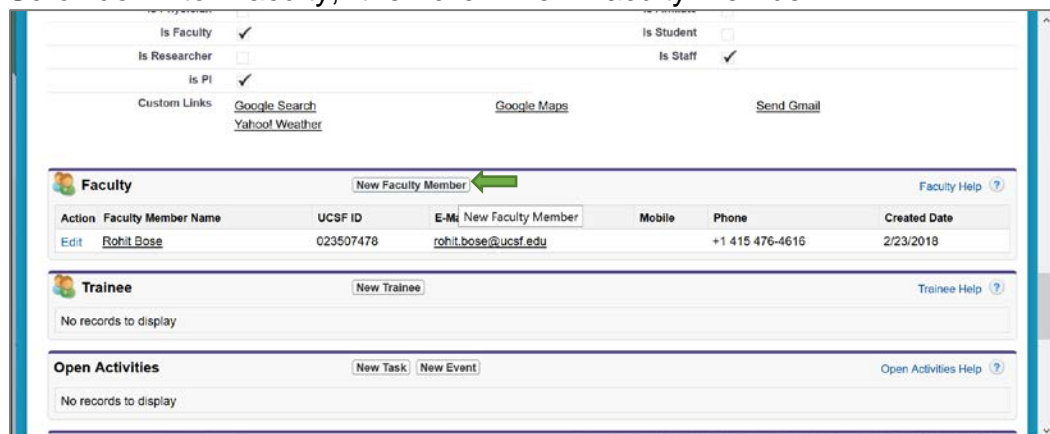 Is Faculty ✓ Is Student
Is Researcher Is Staff ✓
is PI ✓
Custom Links Google Search Google Maps Send Gmail
Yahoo! Weather
Faculty New Faculty Member Faculty Help ?
Action Faculty Member Name UCSF ID E-Ma New Faculty Member Mobile Phone Created Date
Edit Rohit Bose 023507478 rohit.bose@ucsf.edu +1 415 476-4616 2/23/2018
Trainee New Trainee Trainee Help ?
No records to display
Open Activities New Task New Event Open Activities Help ?
No records to display